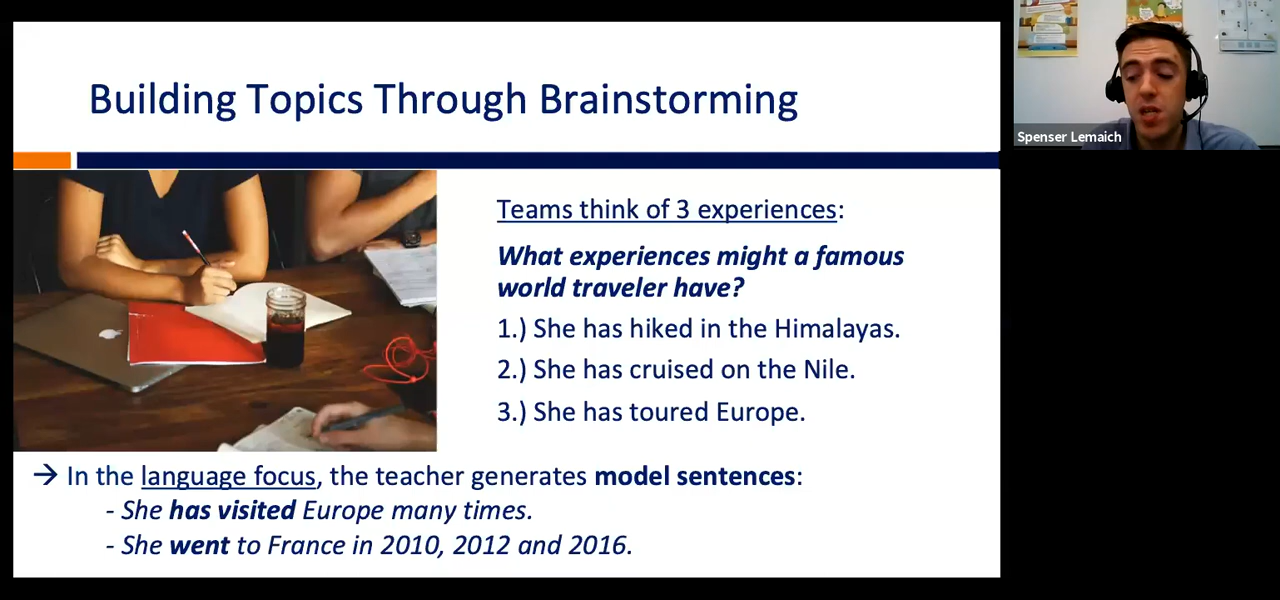 Building Topics Through Brainstorming
Spenser Lemaich
Teams think of 3 experiences:
What experiences might a famous
world traveler have?
1.) She has hiked in the Himalayas.
2.) She has cruised on the Nile.
3.) She has toured Europe.
→ In the language focus, the teacher generates model sentences:
- She has visited Europe many times.
- She went to France in 2010, 2012 and 2016.